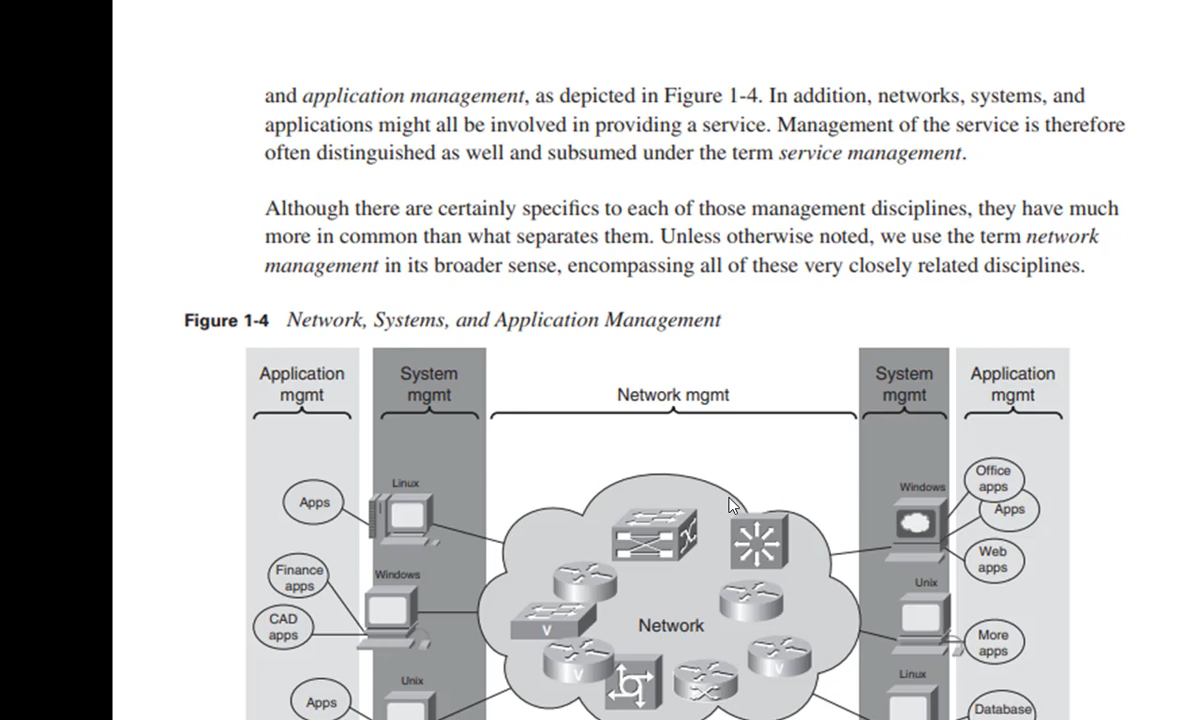 and application management, as depicted in Figure 1-4. In addition, networks, systems, and
applications might all be involved in providing a service. Management of the service is therefore
often distinguished as well and subsumed under the term service management.
Although there are certainly specifics to each of those management disciplines, they have much
more in common than what separates them. Unless otherwise noted, we use the term network
management in its broader sense, encompassing all of these very closely related disciplines.
Figure 1-4 Network, Systems, and Application Management
Application
mgmt
System
mgmt
Network mgmt
System
mgmt
Application
mgmt
Linux
Apps
Windows
Finance
apps
CAD
apps
Unix
Apps
V
V
Network
V
Windows
Office
apps
Apps
Web
apps
Unix
More
apps
Linux
Database